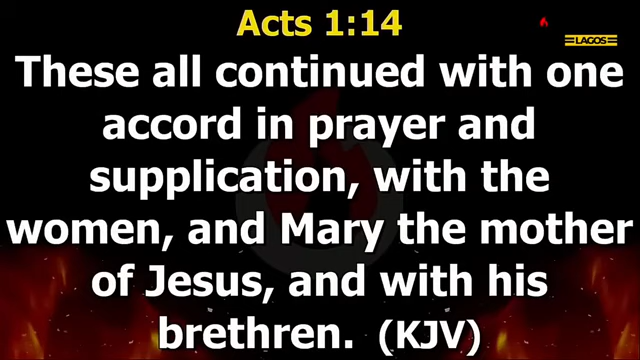 Acts 1:14
LAGOS
These all continued with one
accord in prayer and
supplication, with the
women, and Mary the mother
of Jesus, and with his
brethren. (KJV)